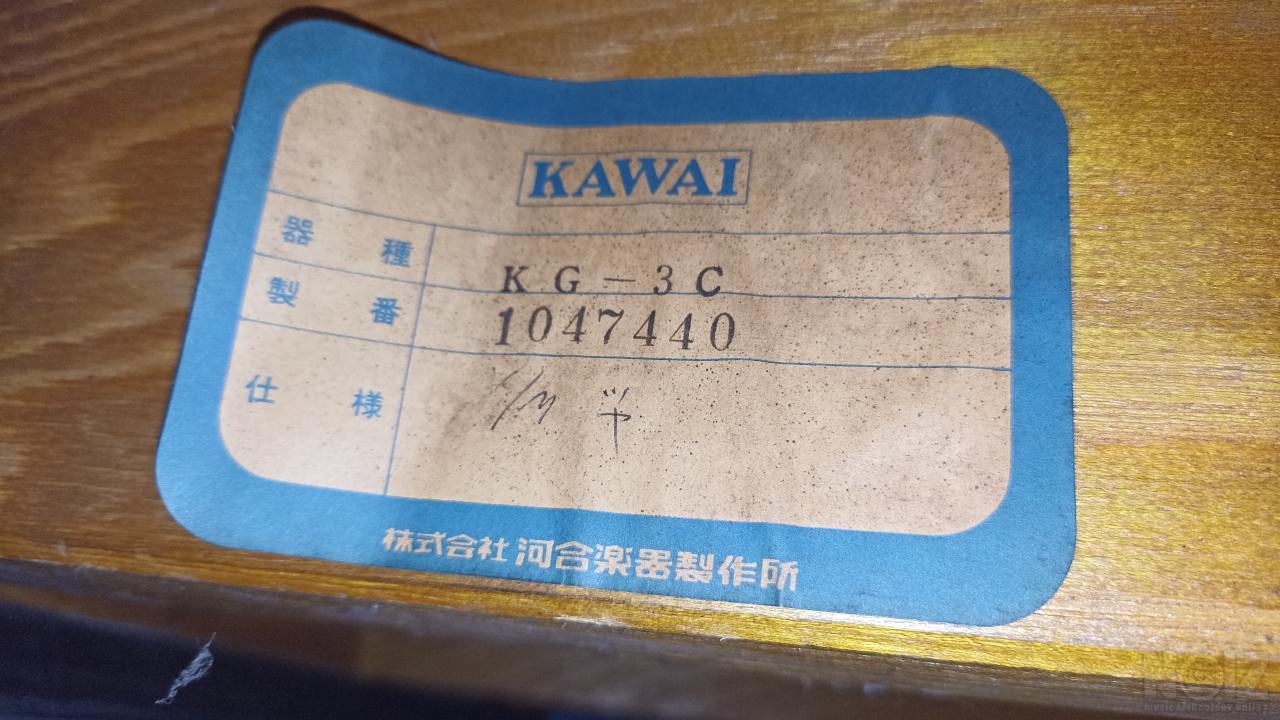 KAWAI
器種 KG-3C
製番 1047440
仕様
株式会社 河合楽器製作所